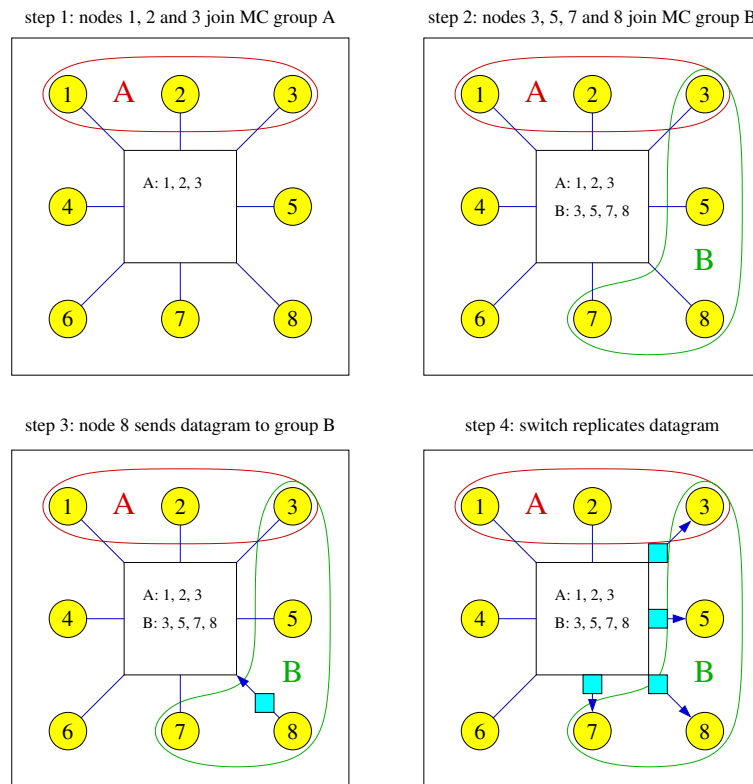 step 1: nodes 1, 2 and 3 join MC group A
1
A
2
3
A: 1, 2, 3
4
5
6
7
8
step 2: nodes 3, 5, 7 and 8 join MC group B
1
A
2
3
A: 1, 2, 3
B: 3, 5, 7, 8
4
5
B
6
7
8
step 3: node 8 sends datagram to group B
1
A
2
3
A: 1, 2, 3
B: 3, 5, 7, 8
4
5
B
6
7
8
step 4: switch replicates datagram
1
A
2
3
A: 1, 2, 3
B: 3, 5, 7, 8
4
5
B
6
7
8